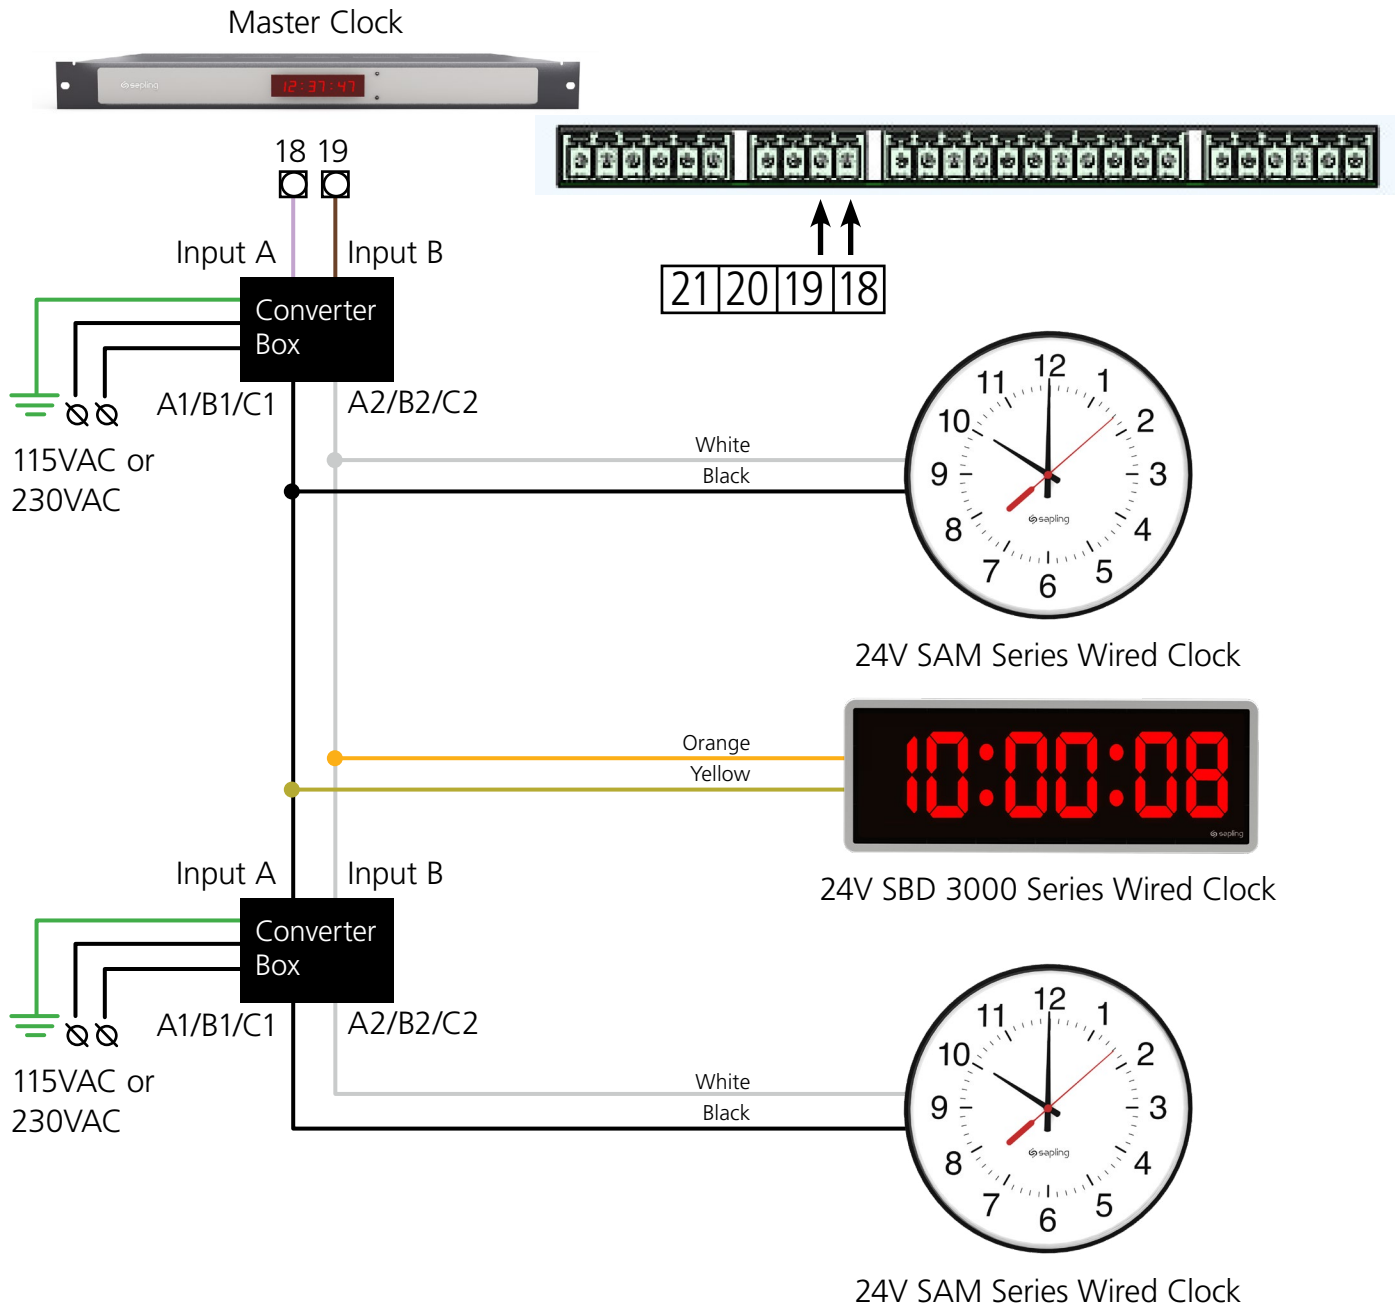 Master Clock
sapling
12:37:47
18 19
Input A
Input B
21 20 19 18
Converter
Box
A1/B1/C1
A2/B2/C2
115VAC or
230VAC
White
Black
12
1
2
3
4
5
6
7
8
9
10
11
sapling
24V SAM Series Wired Clock
Orange
Yellow
10:00:08
sapling
24V SBD 3000 Series Wired Clock
Input A
Input B
Converter
Box
A1/B1/C1
A2/B2/C2
115VAC or
230VAC
White
Black
12
1
2
3
4
5
6
7
8
9
10
11
sapling
24V SAM Series Wired Clock